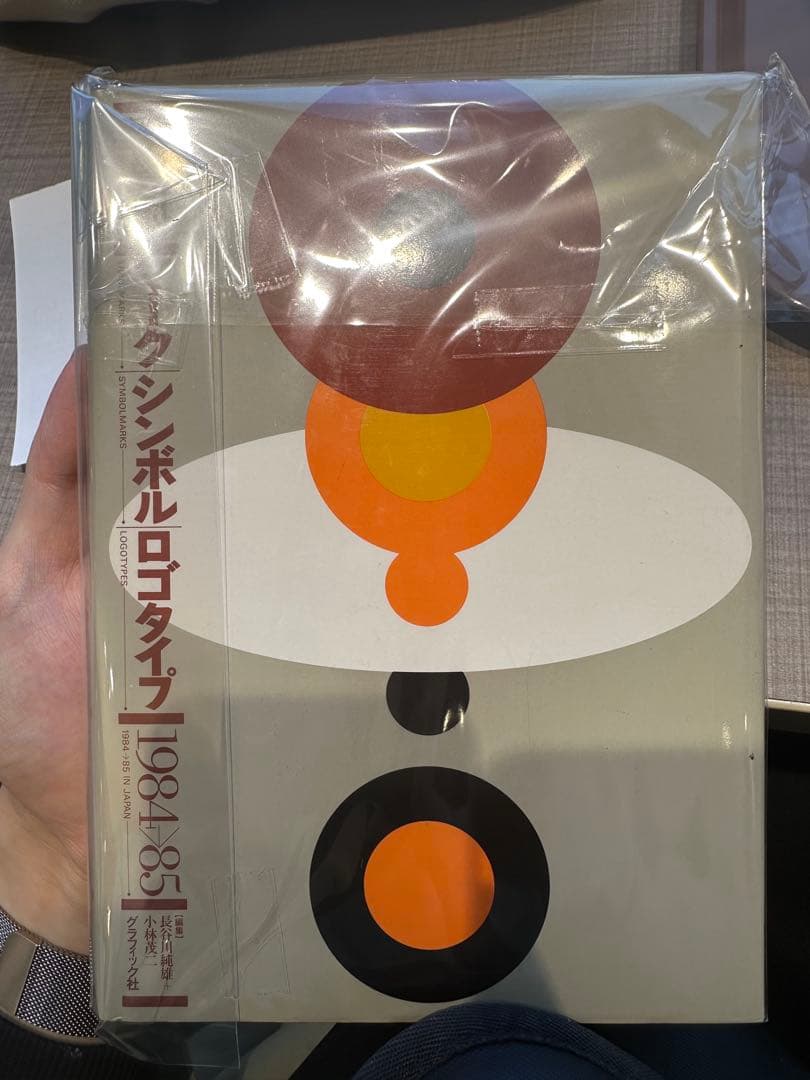 ク シンボル ロゴタイプ 1984→85
SYMBOLMARKS
LOGOTYPES
1984→85 IN JAPAN
[編集]
長谷川純雄+
小林茂二
グラフィック社